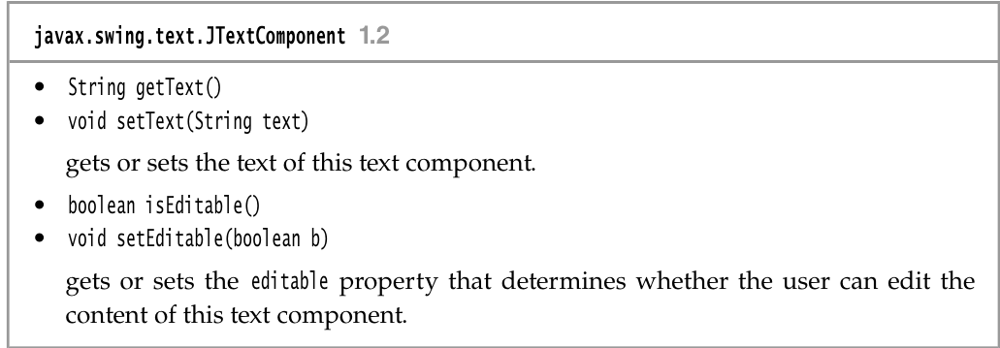 javax.swing.text.JTextComponent 1.2
• String getText()
• void setText(String text)
gets or sets the text of this text component.
• boolean isEditable()
• void setEditable(boolean b)
gets or sets the editable property that determines whether the user can edit the
content of this text component.